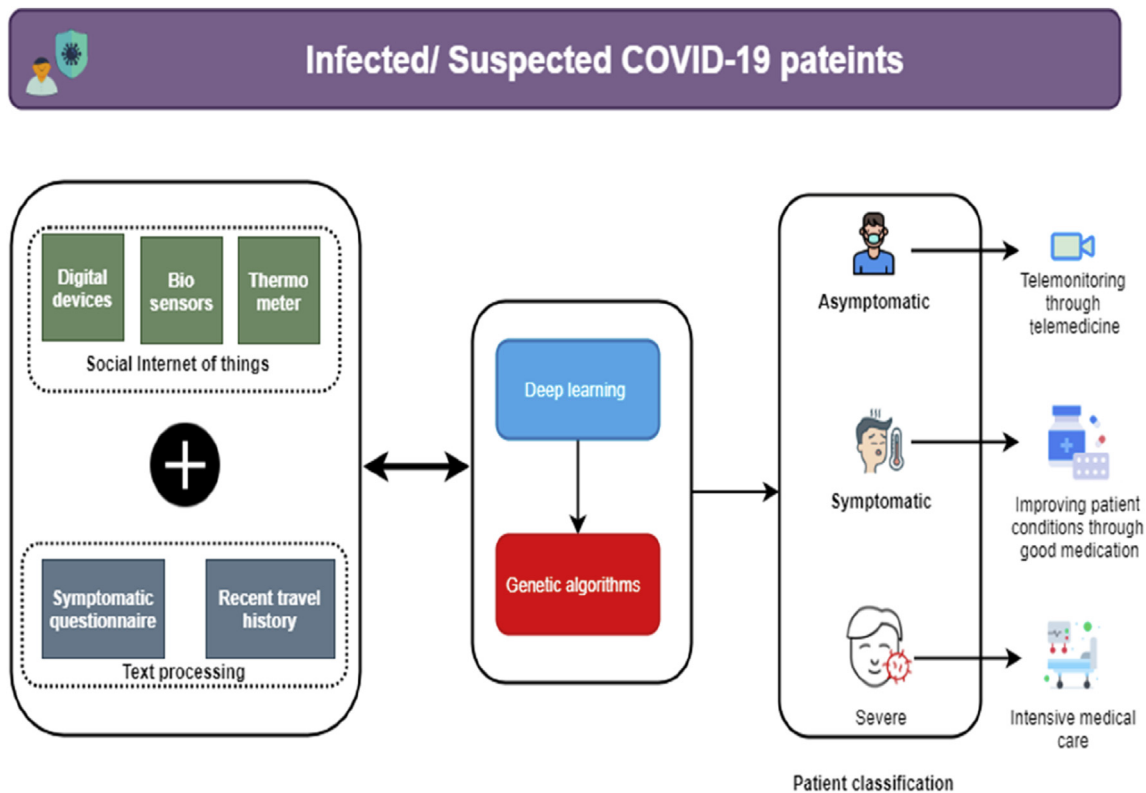 Infected/ Suspected COVID-19 pateints
Digital
devices
Bio
sensors
Thermo
meter
Social Internet of things
Symptomatic
questionnaire
Recent travel
history
Text processing
Deep learning
Genetic algorithms
Asymptomatic
Symptomatic
Severe
Patient classification
Telemonitoring
through
telemedicine
Improving patient
conditions through
good medication
Intensive medical
care